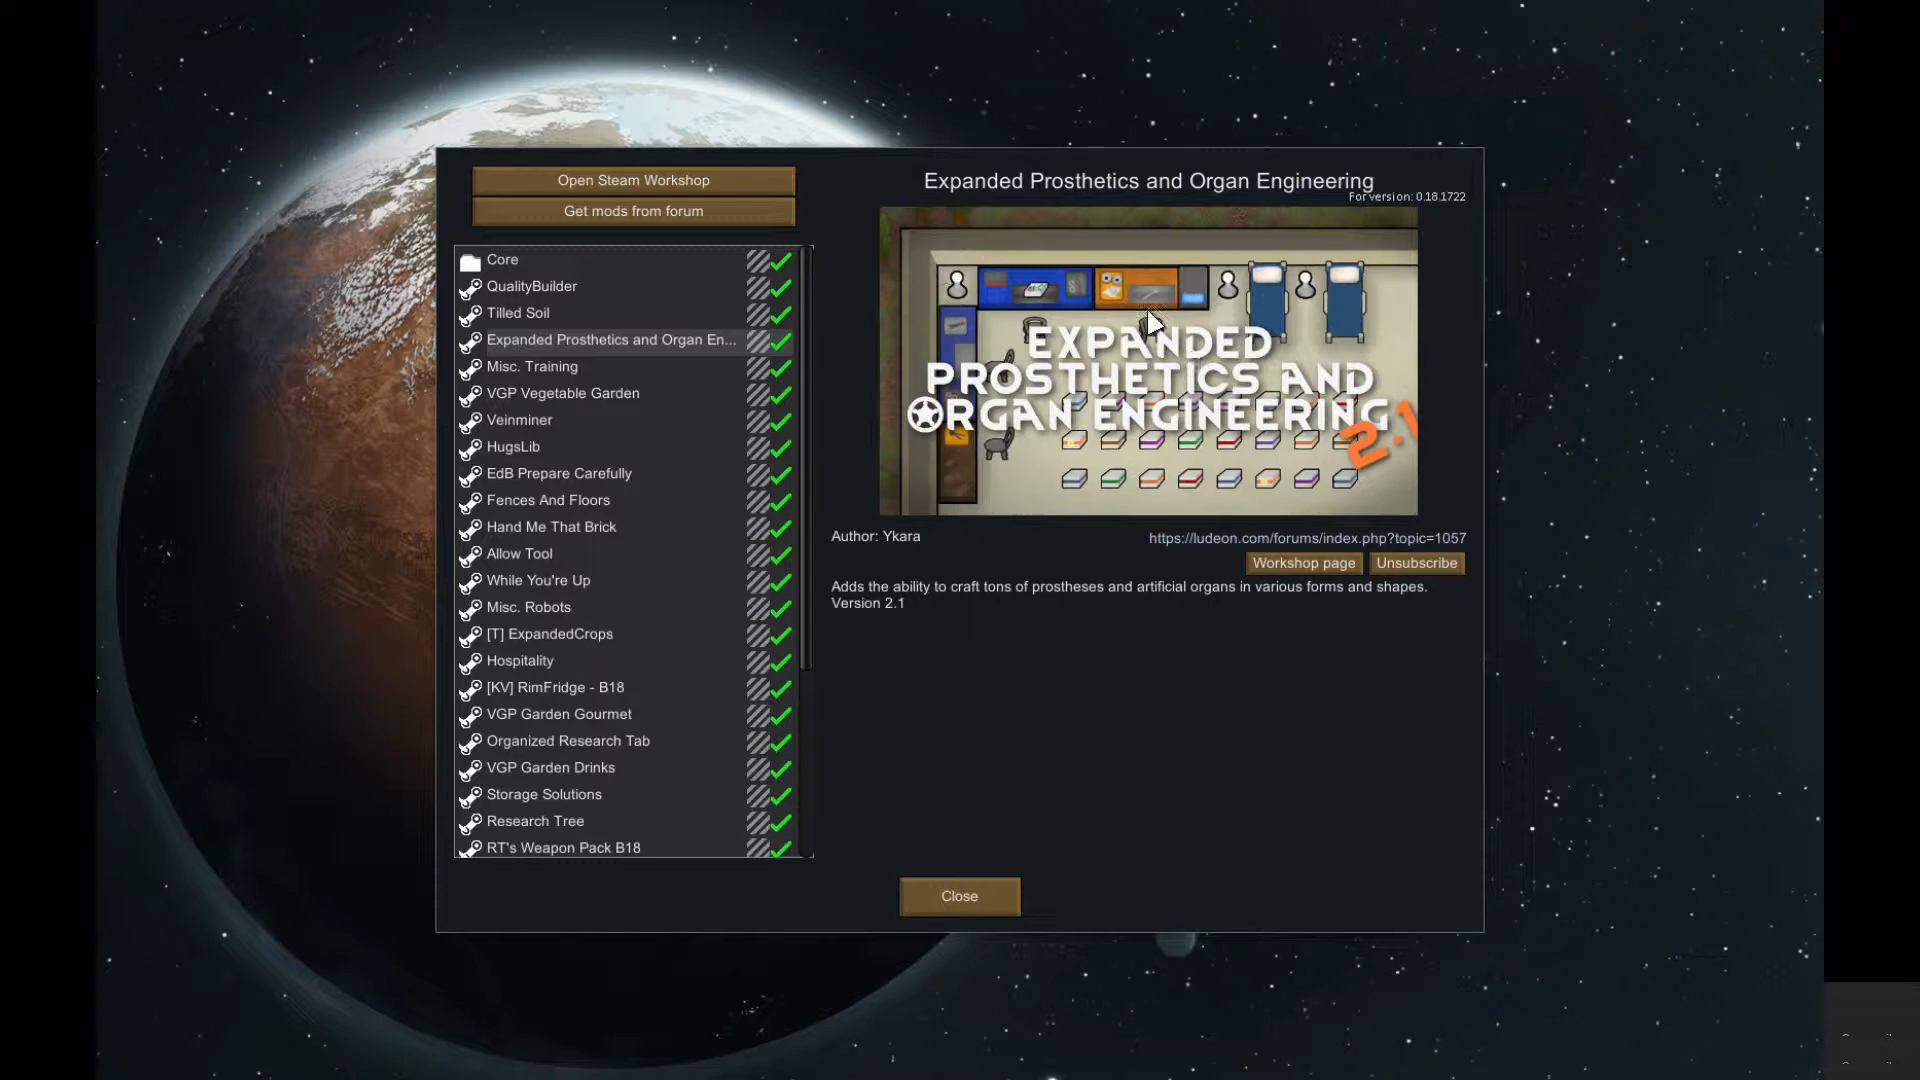 Open Steam Workshop
Get mods from forum
Core
QualityBuilder
Tilled Soil
Expanded Prosthetics and Organ En...
Misc. Training
VGP Vegetable Garden
Veinminer
HugsLib
EdB Prepare Carefully
Fences And Floors
Hand Me That Brick
Allow Tool
While You're Up
Misc. Robots
[T] ExpandedCrops
Hospitality
[KV] RimFridge - B18
VGP Garden Gourmet
Organized Research Tab
VGP Garden Drinks
Storage Solutions
Research Tree
RT's Weapon Pack B18
Expanded Prosthetics and Organ Engineering
For version: 0.18.1722
EXPANDED
PROSTHETICS AND
ORGAN ENGINEERING
2.1
Author: Ykara
https://ludeon.com/forums/index.php?topic=1057
Workshop page
Unsubscribe
Adds the ability to craft tons of prostheses and artificial organs in various forms and shapes.
Version 2.1
Close